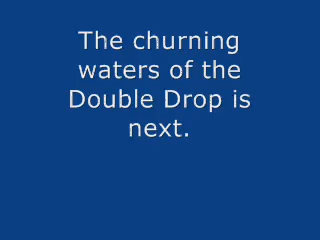 The churning
waters of the
Double Drop is
next.